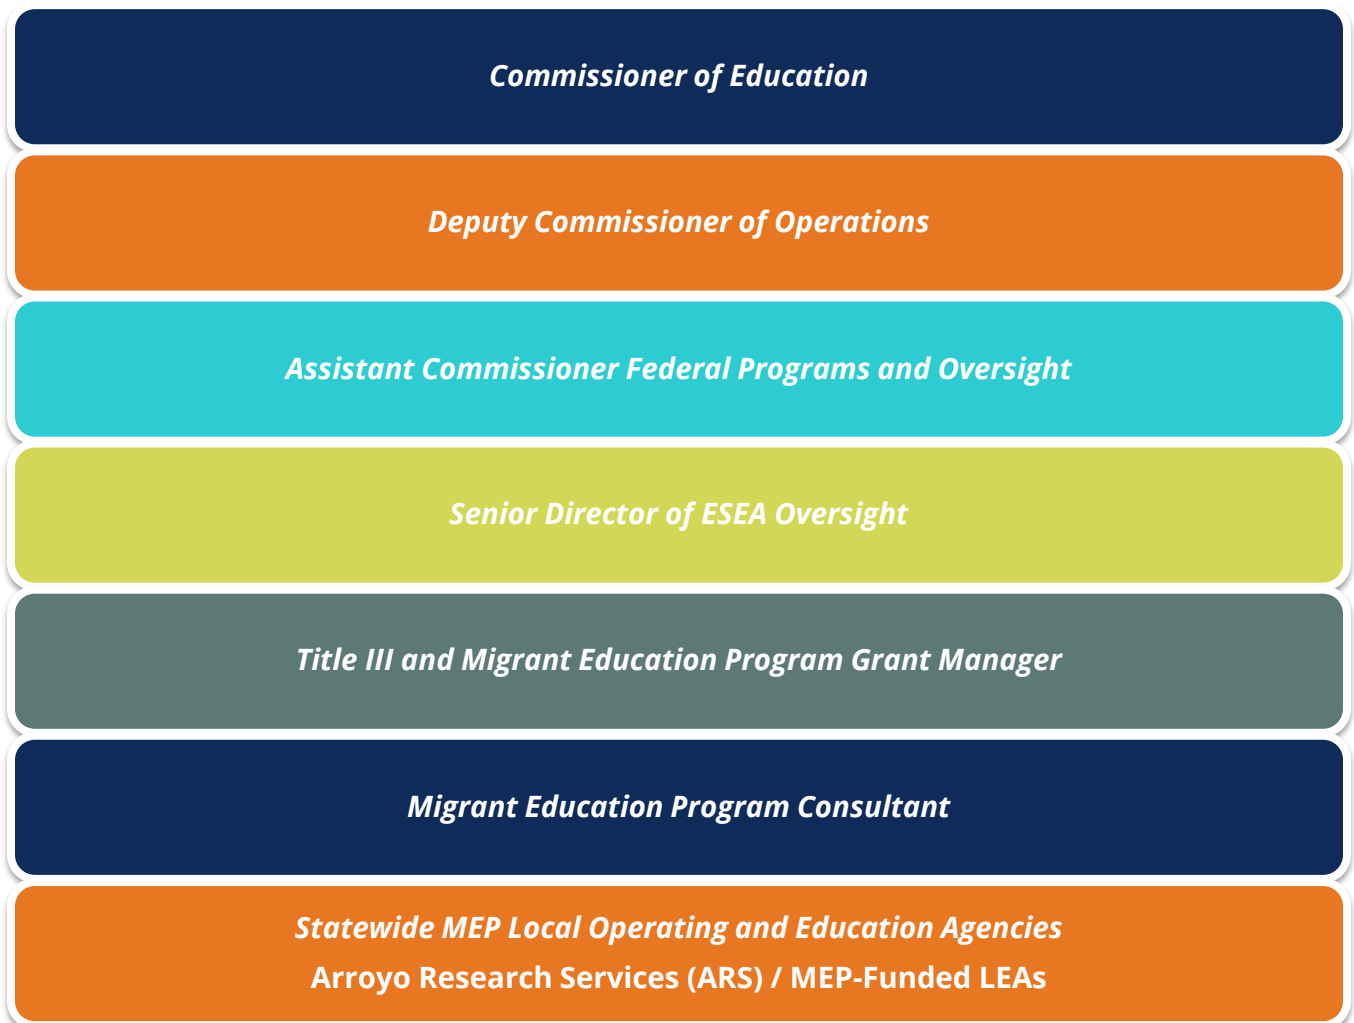 Commissioner of Education
Deputy Commissioner of Operations
Assistant Commissioner Federal Programs and Oversight
Senior Director of ESEA Oversight
Title III and Migrant Education Program Grant Manager
Migrant Education Program Consultant
Statewide MEP Local Operating and Education Agencies
Arroyo Research Services (ARS) / MEP-Funded LEAs